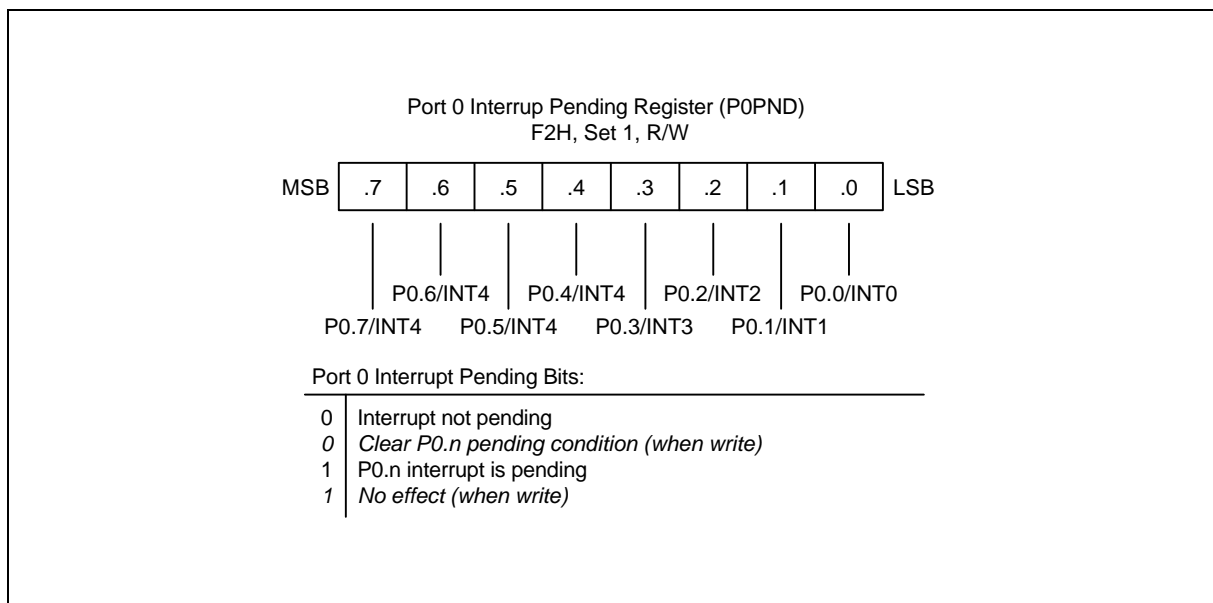 Port 0 Interrup Pending Register (P0PND)
F2H, Set 1, R/W
MSB .7 .6 .5 .4 .3 .2 .1 .0 LSB
P0.6/INT4 P0.4/INT4 P0.2/INT2 P0.0/INT0
P0.7/INT4 P0.5/INT4 P0.3/INT3 P0.1/INT1
Port 0 Interrupt Pending Bits:
0 Interrupt not pending
0 Clear P0.n pending condition (when write)
1 P0.n interrupt is pending
1 No effect (when write)